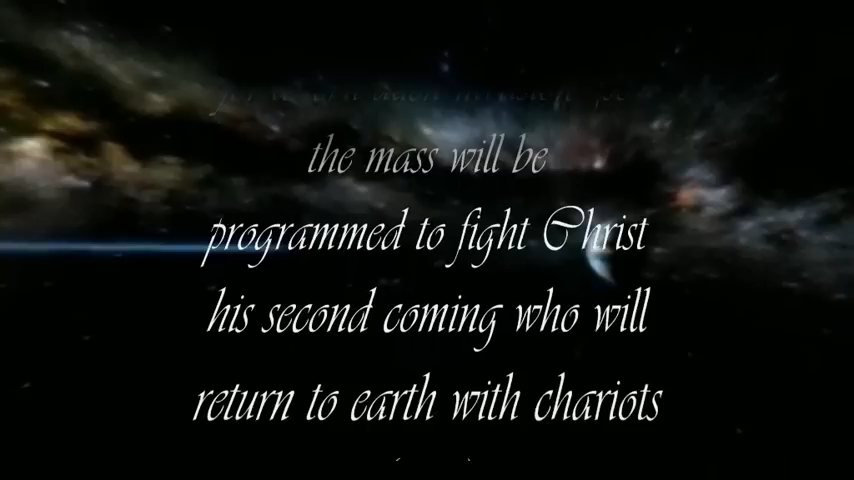 the mass will be
programmed to fight Christ
his second coming who will
return to earth with chariots